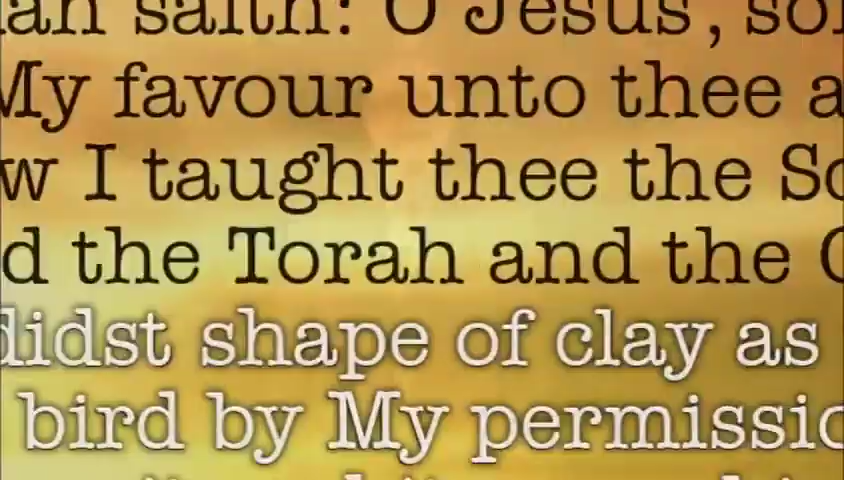 saith: O Jesus, so
My favour unto thee a
w I taught thee the Sc
d the Torah and the
didst shape of clay as
bird by My permissio